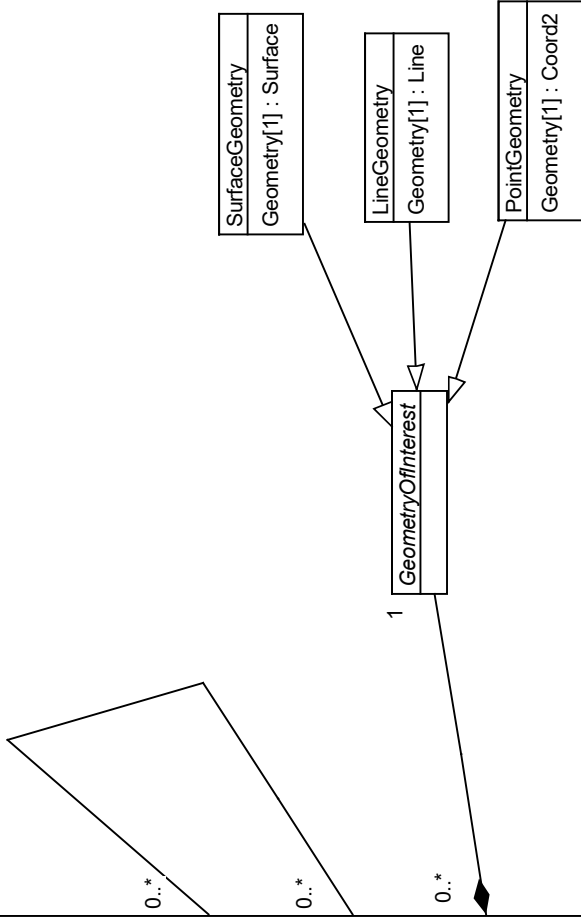 SurfaceGeometry
Geometry[1] : Surface
LineGeometry
Geometry[1] : Line
PointGeometry
Geometry[1] : Coord2
GeometryOfInterest
1
0..*
0..*
0..*